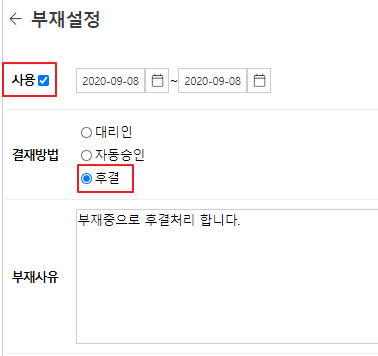 ← 부재설정
사용 2020-09-08 ~ 2020-09-08
결재방법
대리인
자동승인
후결
부재사유
부재중으로 후결처리 합니다.